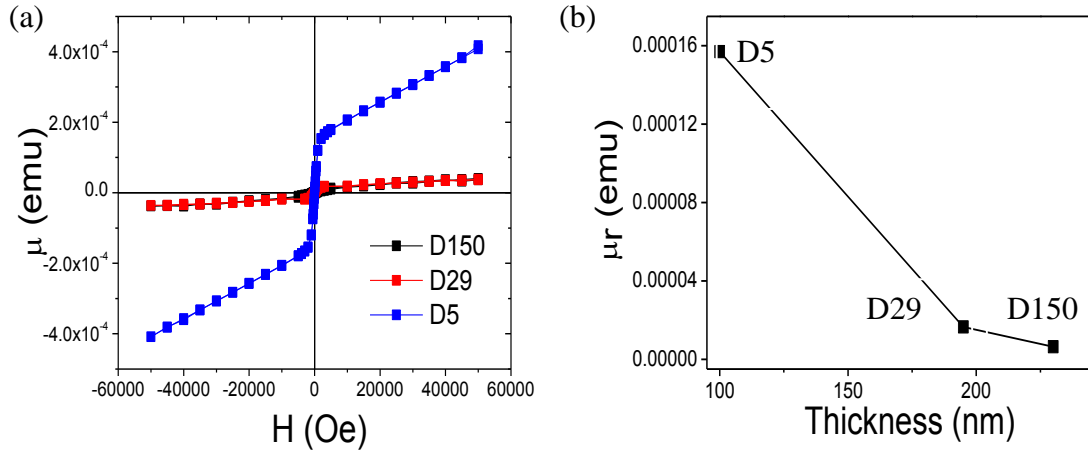 (a)
4.0x10⁻⁴
2.0x10⁻⁴
0.0
-2.0x10⁻⁴
-4.0x10⁻⁴
μ (emu)
D150
D29
D5
-60000 -40000 -20000 0 20000 40000 60000
H (Oe)
(b)
0.00016
0.00012
0.00008
0.00004
0.00000
μr (emu)
D5
D29 D150
100 150 200
Thickness (nm)